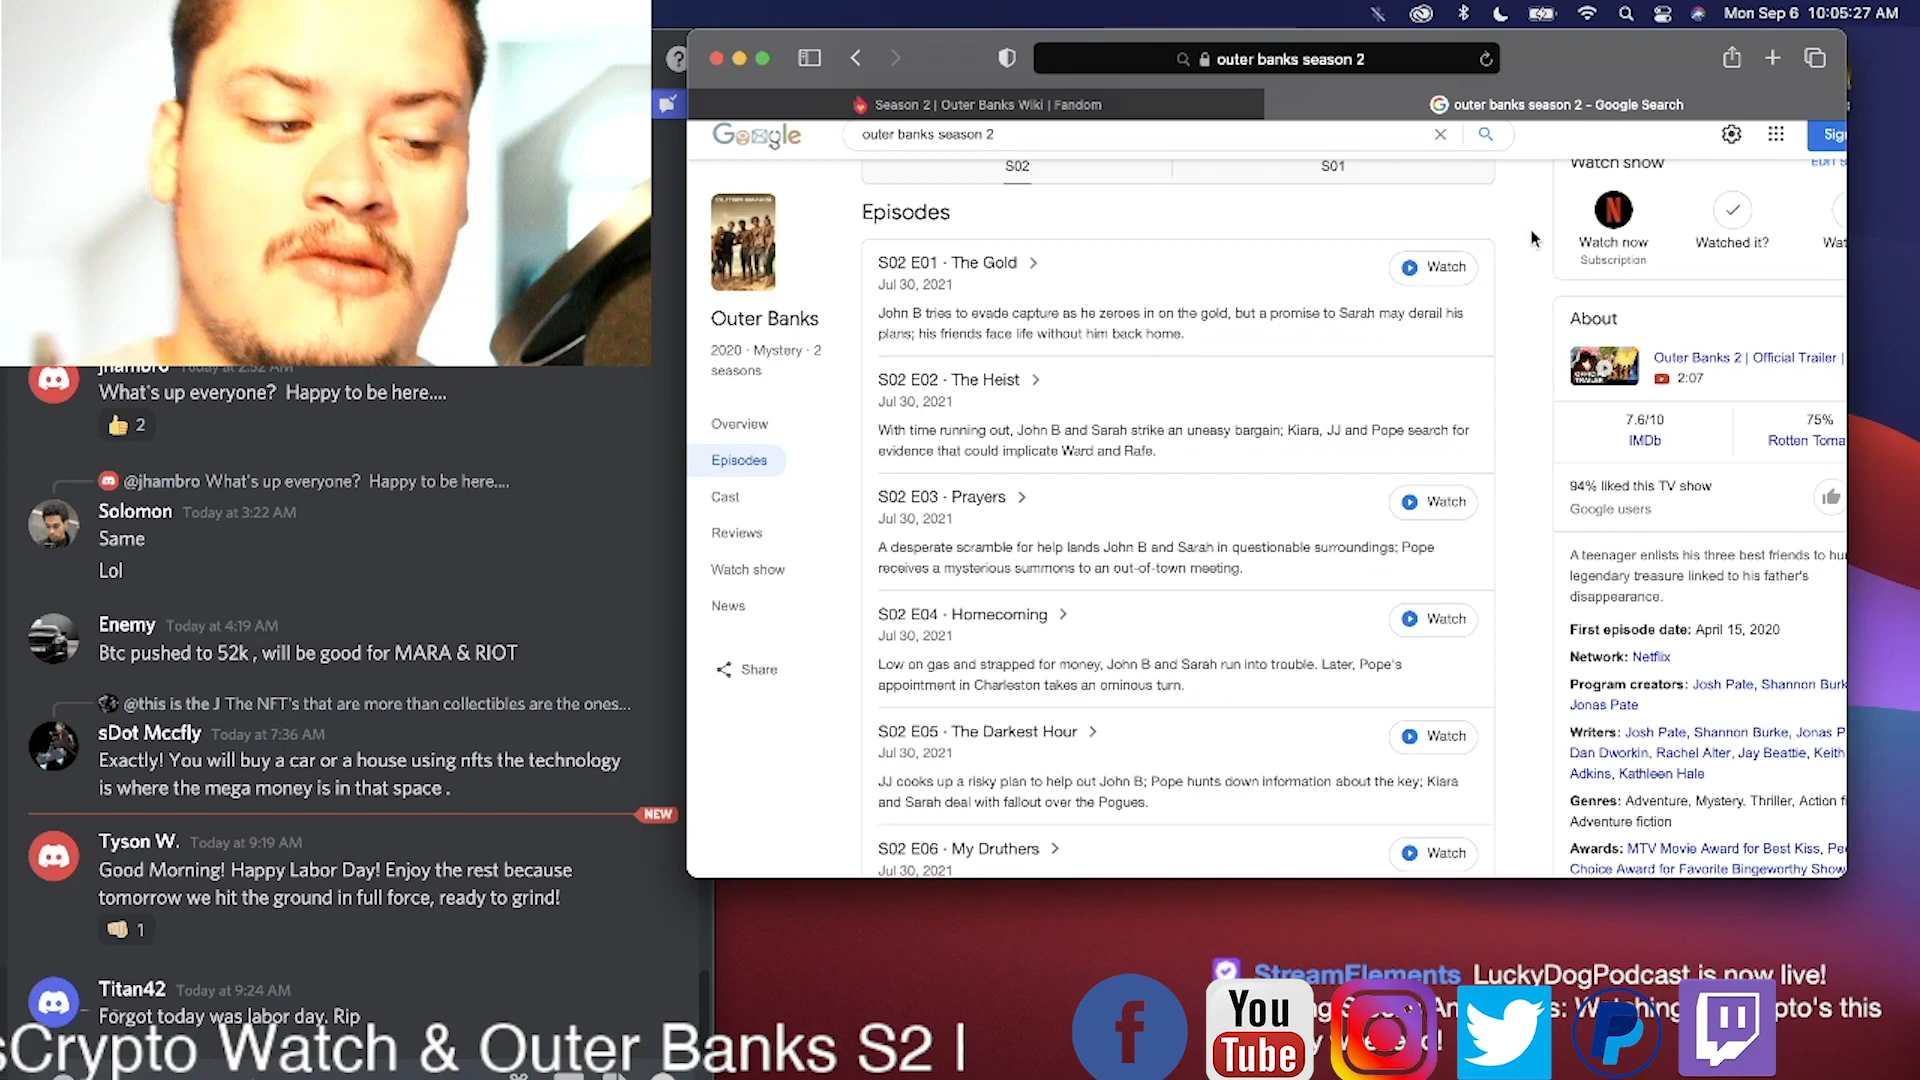 Mon Sep 6 10:05:27 AM
outer banks season 2
Season 2 | Outer Banks Wiki | Fandom
outer banks season 2 – Google Search
Google
outer banks season 2
Sig
S02
S01
Watch show
OUTER BANKS
Outer Banks
2020 · Mystery · 2
seasons
Overview
Episodes
Cast
Reviews
Watch show
News
Share
Episodes
S02 E01 · The Gold
Jul 30, 2021
Watch
John B tries to evade capture as he zeroes in on the gold, but a promise to Sarah may derail his
plans; his friends face life without him back home.
S02 E02 · The Heist
Jul 30, 2021
With time running out, John B and Sarah strike an uneasy bargain; Kiara, JJ and Pope search for
evidence that could implicate Ward and Rafe.
S02 E03 · Prayers
Jul 30, 2021
Watch
A desperate scramble for help lands John B and Sarah in questionable surroundings; Pope
receives a mysterious summons to an out-of-town meeting.
S02 E04 · Homecoming
Jul 30, 2021
Watch
Low on gas and strapped for money, John B and Sarah run into trouble. Later, Pope's
appointment in Charleston takes an ominous turn.
S02 E05 · The Darkest Hour
Jul 30, 2021
Watch
JJ cooks up a risky plan to help out John B; Pope hunts down information about the key; Kiara
and Sarah deal with fallout over the Pogues.
S02 E06 · My Druthers
Jul 30, 2021
Watch
N
Watch now
Subscription
Watched it?
Wat
About
Outer Banks 2 | Official Trailer |
2:07
7.6/10
IMDb
75%
Rotten Toma
94% liked this TV show
Google users
A teenager enlists his three best friends to hu
legendary treasure linked to his father's
disappearance.
First episode date: April 15, 2020
Network: Netflix
Program creators: Josh Pate, Shannon Burk
Jonas Pate
Writers: Josh Pate, Shannon Burke, Jonas P
Dan Dworkin, Rachel Alter, Jay Beattie, Keith
Adkins, Kathleen Hale
Genres: Adventure, Mystery, Thriller, Action fi
Adventure fiction
Awards: MTV Movie Award for Best Kiss, Pe
Choice Award for Favorite Bingeworthy Show
jhambro Today at 2:52 AM
What's up everyone? Happy to be here....
2
@jhambro What's up everyone? Happy to be here....
Solomon Today at 3:22 AM
Same
Lol
Enemy Today at 4:19 AM
Btc pushed to 52k , will be good for MARA & RIOT
@this is the J The NFT's that are more than collectibles are the ones...
sDot Mccfly Today at 7:36 AM
Exactly! You will buy a car or a house using nfts the technology
is where the mega money is in that space .
NEW
Tyson W. Today at 9:19 AM
Good Morning! Happy Labor Day! Enjoy the rest because
tomorrow we hit the ground in full force, ready to grind!
1
Titan42 Today at 9:24 AM
Forgot today was labor day. Rip
sCrypto Watch & Outer Banks S2 |
StreamElements LuckyDogPodcast is now live!
f
You
Tube
Watching
pto's this